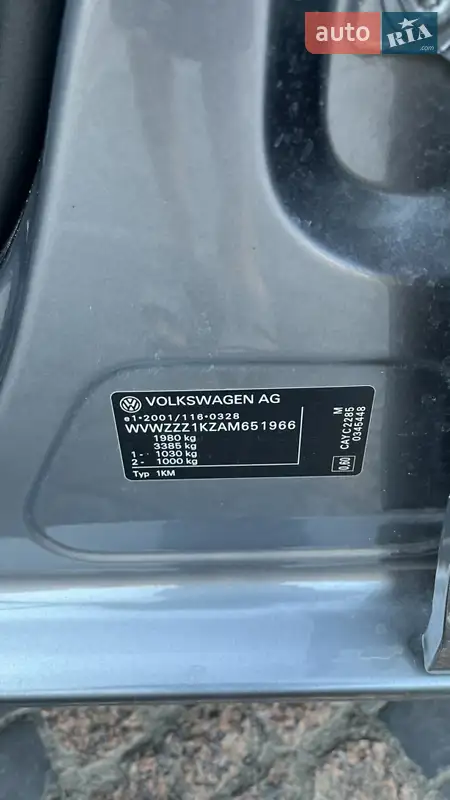 auto RIA .com
VOLKSWAGEN AG
e1*2001/116*0328
WVWZZZ1KZAM651966
1980 kg
3385 kg
1 - 1030 kg
2 - 1000 kg
Typ 1KM
M
CAYC2285
0345448
0,60